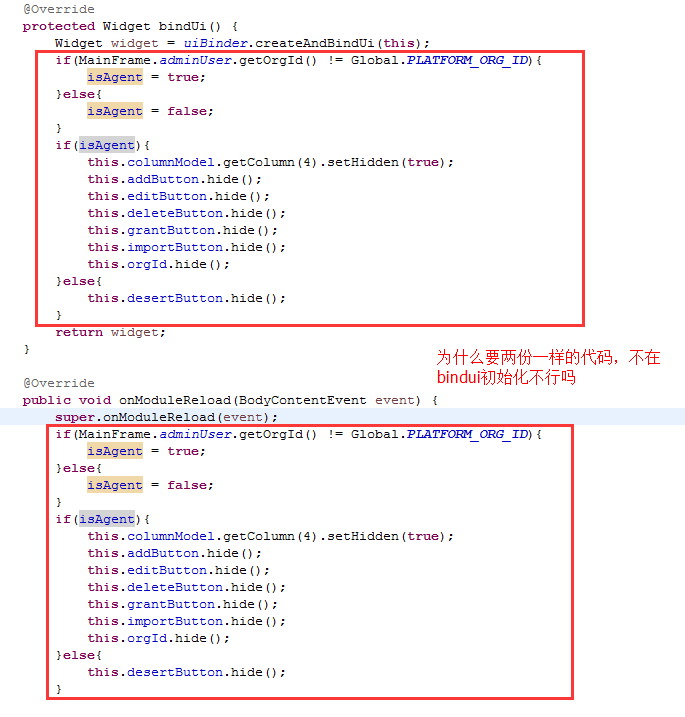 @Override
protected Widget bindUi() {
Widget widget = uiBinder.createAndBindUi(this);
if(MainFrame.adminUser.getOrgId() != Global.PLATFORM_ORG_ID){
isAgent = true;
}else{
isAgent = false;
}
if(isAgent){
this.columnModel.getColumn(4).setHidden(true);
this.addButton.hide();
this.editButton.hide();
this.deleteButton.hide();
this.grantButton.hide();
this.importButton.hide();
this.orgId.hide();
}else{
this.desertButton.hide();
}
return widget;
}
为什么要两份一样的代码，不在
bindui初始化不行吗
@Override
public void onModuleReload(BodyContentEvent event) {
super.onModuleReload(event);
if(MainFrame.adminUser.getOrgId() != Global.PLATFORM_ORG_ID){
isAgent = true;
}else{
isAgent = false;
}
if(isAgent){
this.columnModel.getColumn(4).setHidden(true);
this.addButton.hide();
this.editButton.hide();
this.deleteButton.hide();
this.grantButton.hide();
this.importButton.hide();
this.orgId.hide();
}else{
this.desertButton.hide();
}